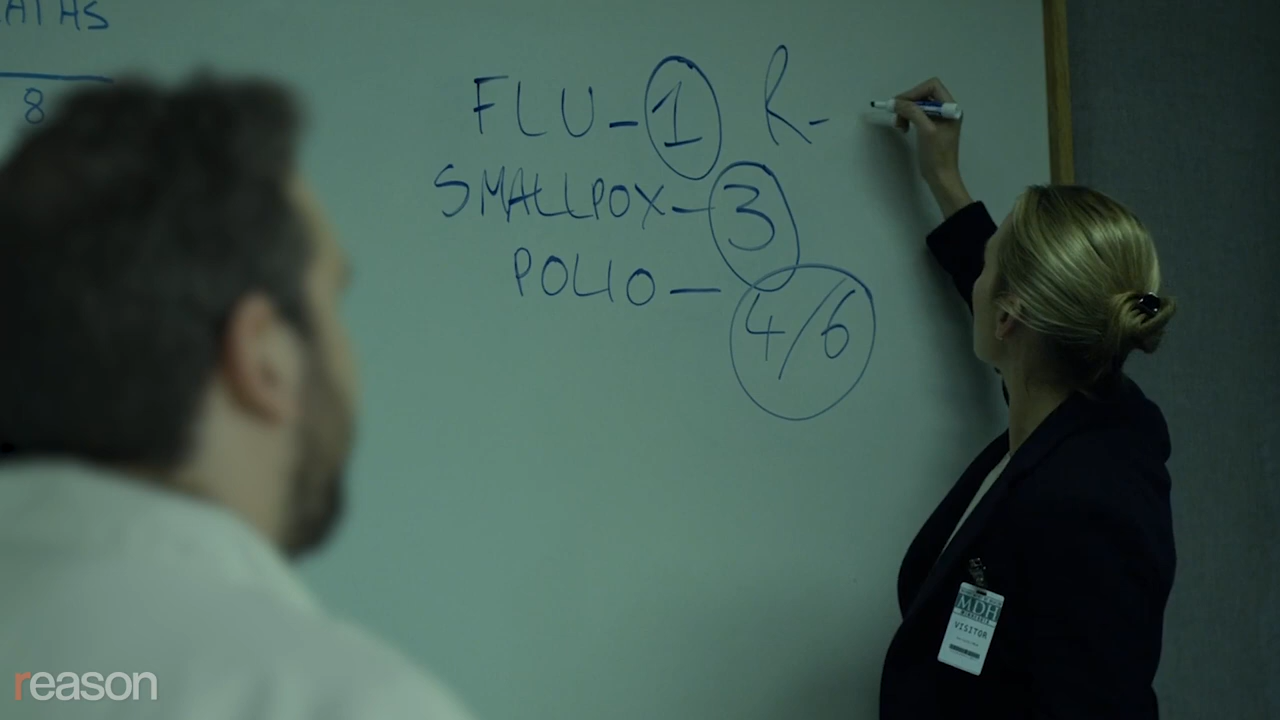 ATHS
8
FLU-1 R-
SMALLPOX-3
POLIO-4/6
MDH
VISITOR
reason